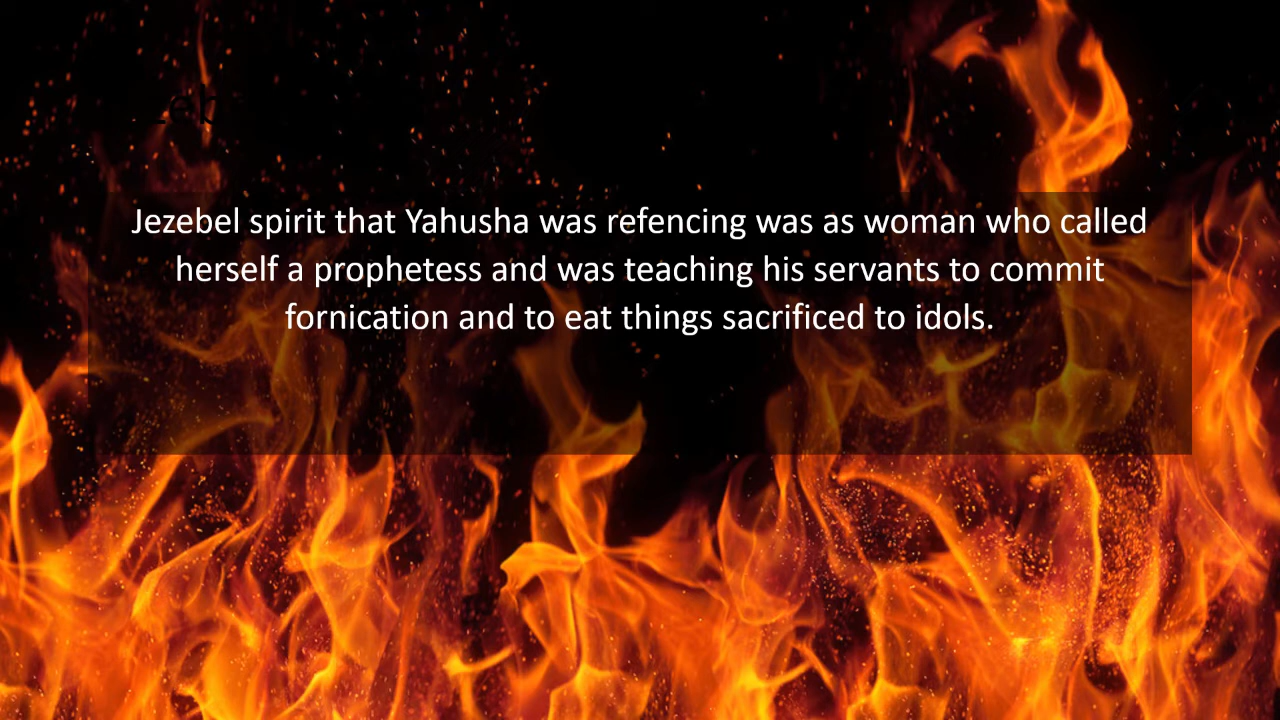 Jezebel spirit that Yahusha was refencing was as woman who called
herself a prophetess and was teaching his servants to commit
fornication and to eat things sacrificed to idols.